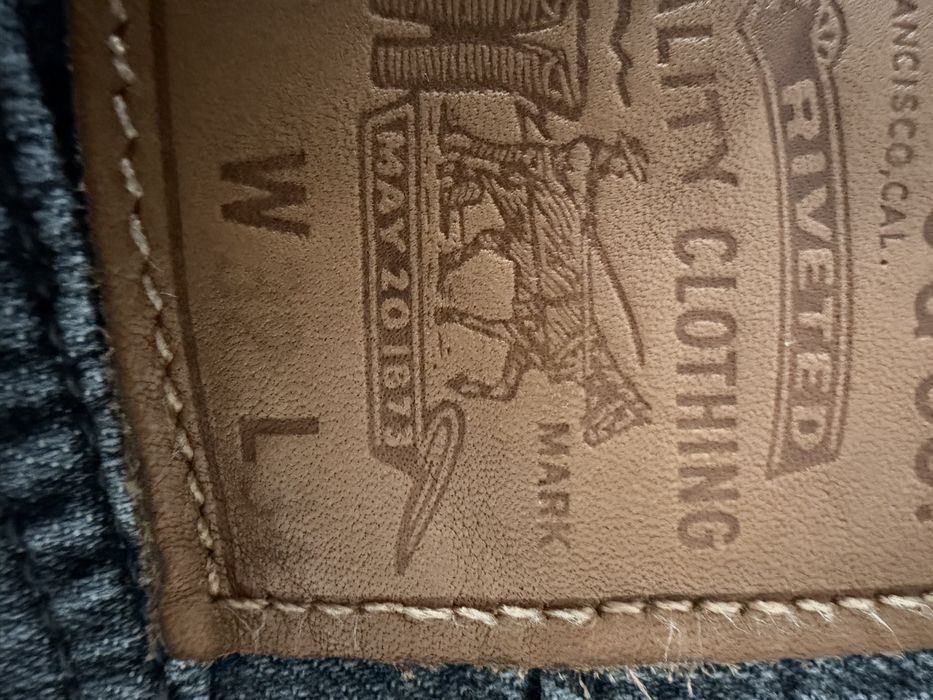 ANCISCO, CAL.
RIVETED
ALITY CLOTHING
MARK
MAY 20 1873
W L